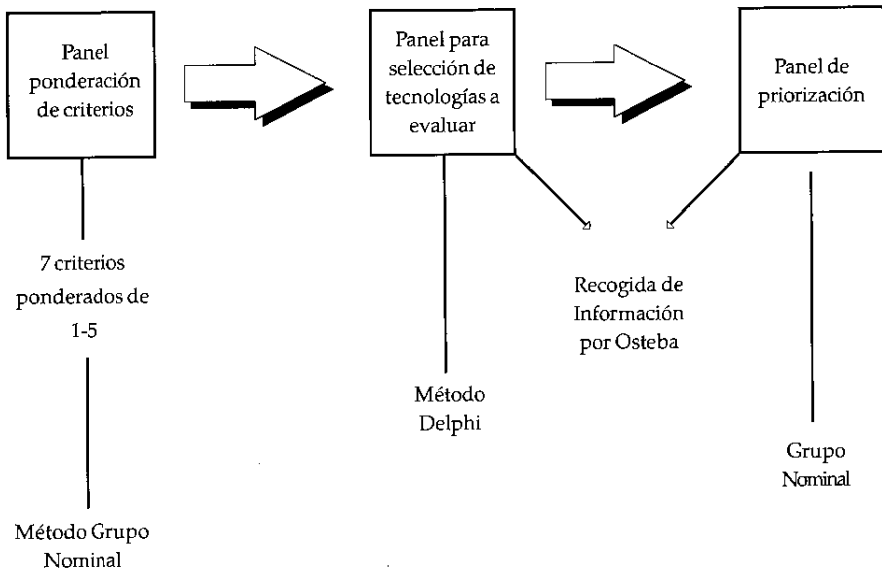 Panel
ponderación
de criterios
Panel para
selección de
tecnologías a
evaluar
Panel de
priorización
7 criterios
ponderados de
1-5
Recogida de
Información
por Osteba
Método
Delphi
Grupo
Nominal
Método Grupo
Nominal